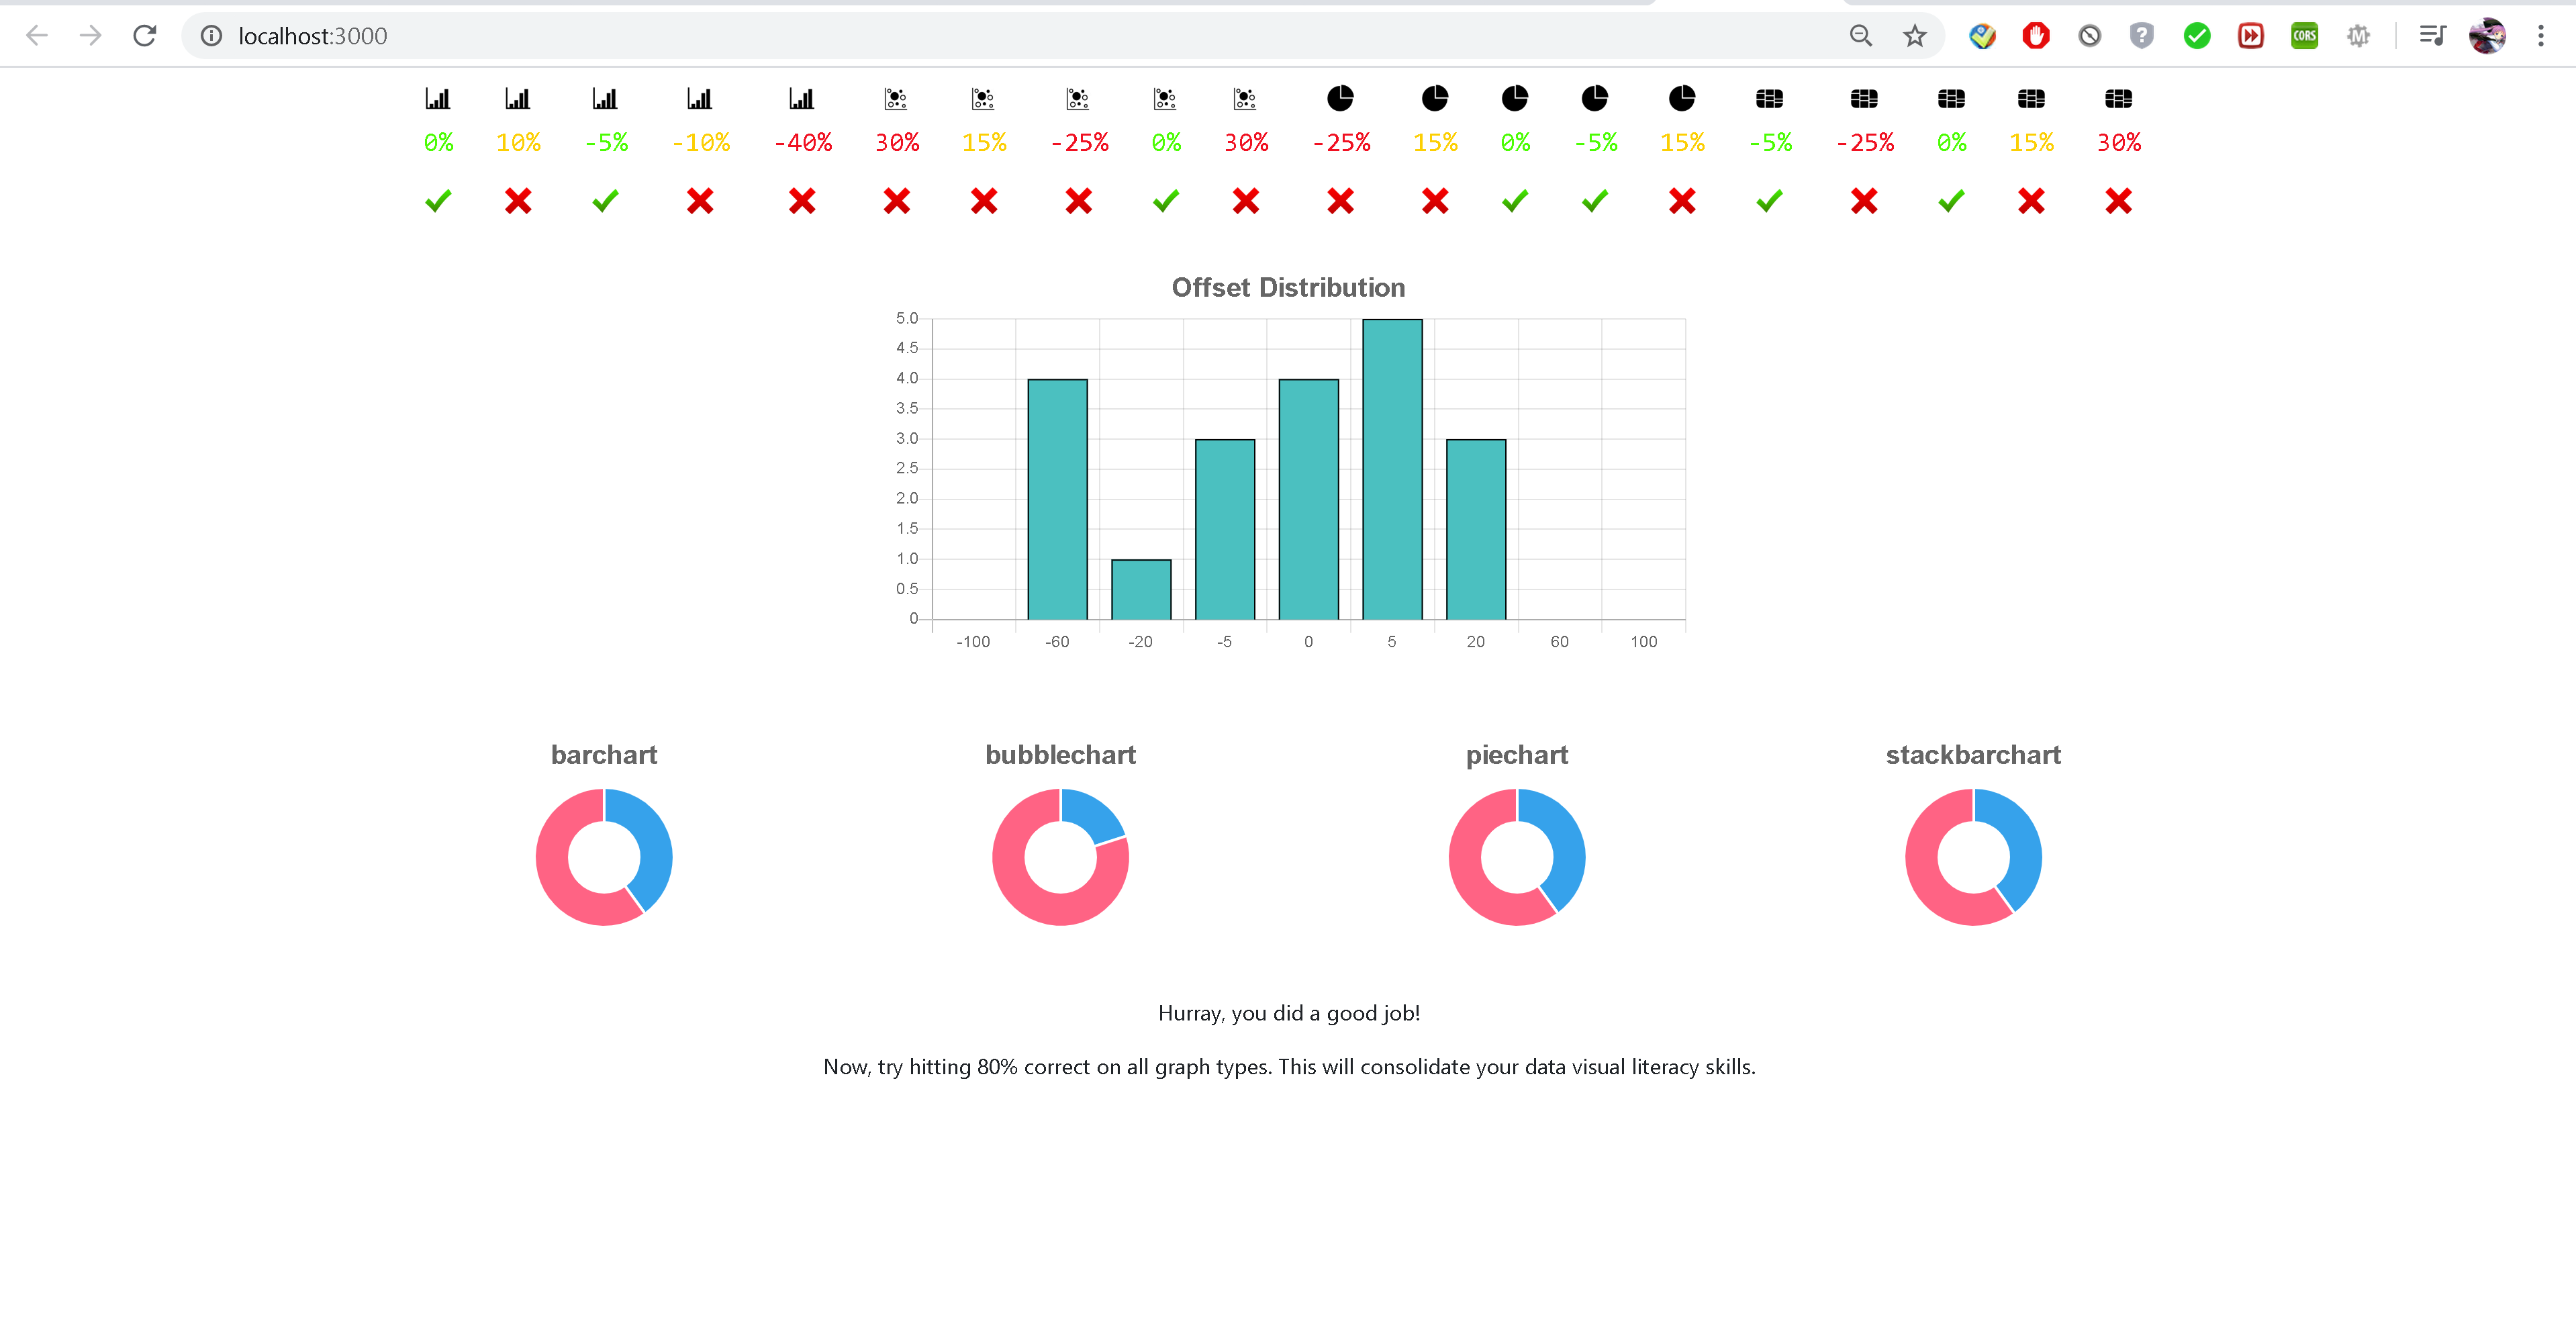 localhost:3000
CORS
0% 10% -5% -10% -40% 30% 15% -25% 0% 30% -25% 15% 0% -5% 15% -5% -25% 0% 15% 30%
Offset Distribution
5.0
4.5
4.0
3.5
3.0
2.5
2.0
1.5
1.0
0.5
0
-100 -60 -20 -5 0 5 20 60 100
barchart bubblechart piechart stackbarchart
Hurray, you did a good job!
Now, try hitting 80% correct on all graph types. This will consolidate your data visual literacy skills.